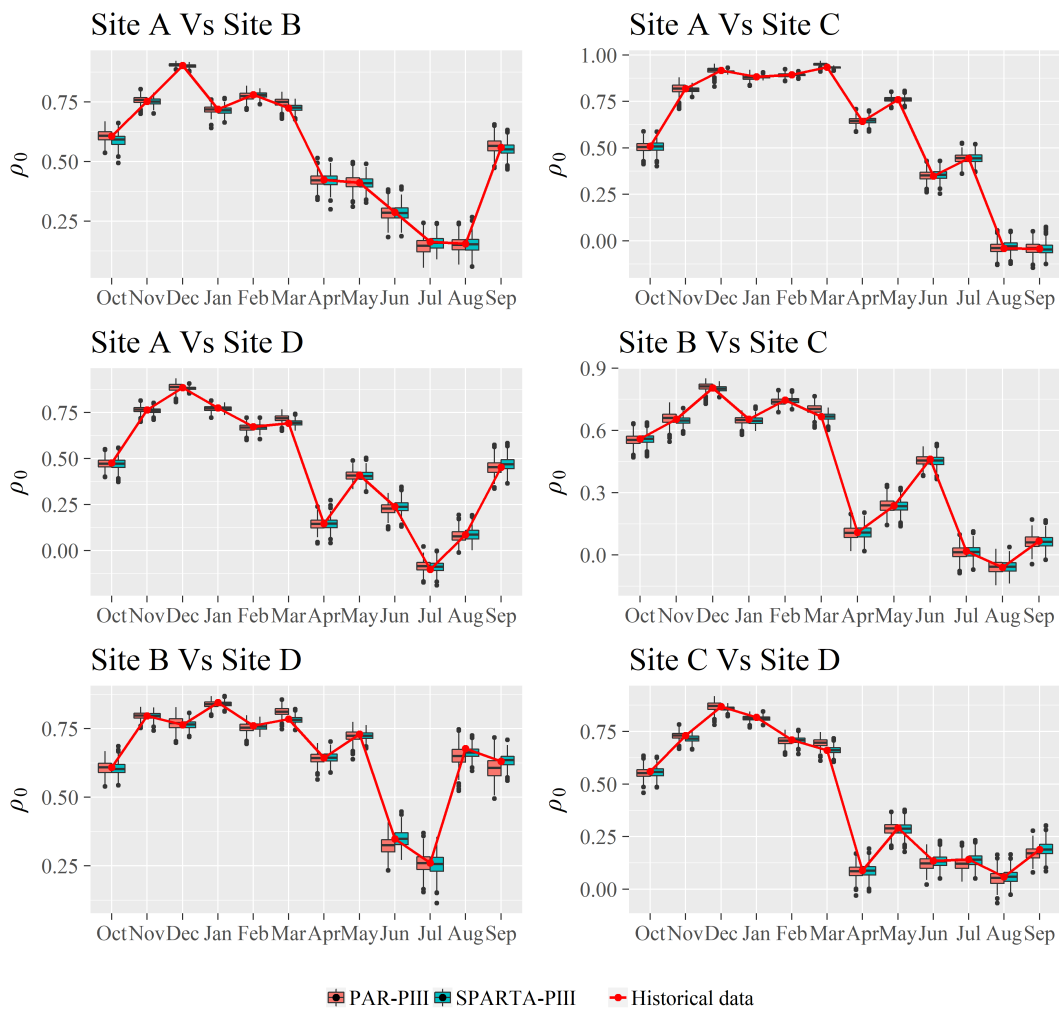 Site A Vs Site B
0.75
0.50
0.25
ρ0
Oct Nov Dec Jan Feb Mar Apr May Jun Jul Aug Sep
Site A Vs Site C
1.00
0.75
0.50
0.25
0.00
ρ0
Oct Nov Dec Jan Feb Mar Apr May Jun Jul Aug Sep
Site A Vs Site D
0.75
0.50
0.25
0.00
ρ0
Oct Nov Dec Jan Feb Mar Apr May Jun Jul Aug Sep
Site B Vs Site C
0.9
0.6
0.3
0.0
ρ0
Oct Nov Dec Jan Feb Mar Apr May Jun Jul Aug Sep
Site B Vs Site D
0.75
0.50
0.25
ρ0
Oct Nov Dec Jan Feb Mar Apr May Jun Jul Aug Sep
Site C Vs Site D
0.75
0.50
0.25
0.00
ρ0
Oct Nov Dec Jan Feb Mar Apr May Jun Jul Aug Sep
PAR-PIII SPARTA-PIII Historical data